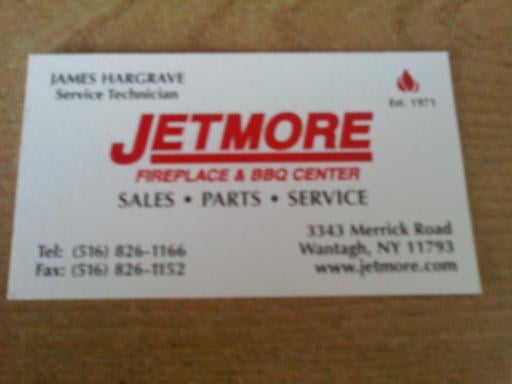 JAMES HARGRAVE
Service Technician
Est. 1971
JETMORE
FIREPLACE & BBQ CENTER
SALES • PARTS • SERVICE
Tel: (516) 826-1166
Fax: (516) 826-1152
3343 Merrick Road
Wantagh, NY 11793
www.jetmore.com